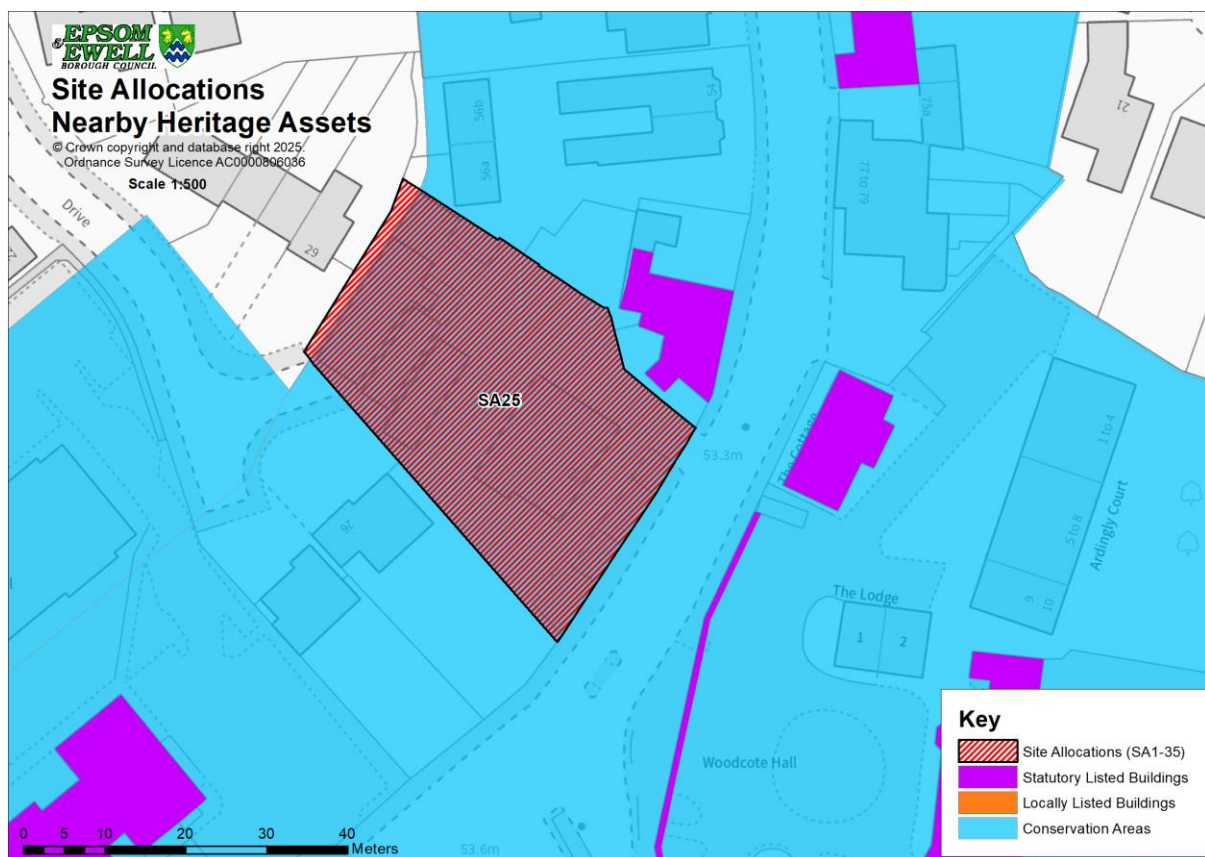 & EPSOM
EWELL
BOROUGH COUNCIL
Site Allocations
Nearby Heritage Assets
© Crown copyright and database right 2025.
Ordnance Survey Licence AC0000806036
Scale 1:500
Drive
29
56b
56a
54
75a
77 to 79
21
SA25
53.3m
The Cottage
26
1 to 4
5 to 8
9
10
Ardingly Court
The Lodge
1
2
Woodcote Hall
53.6m
0 5 10 20 30 40
Meters
Key
Site Allocations (SA1-35)
Statutory Listed Buildings
Locally Listed Buildings
Conservation Areas